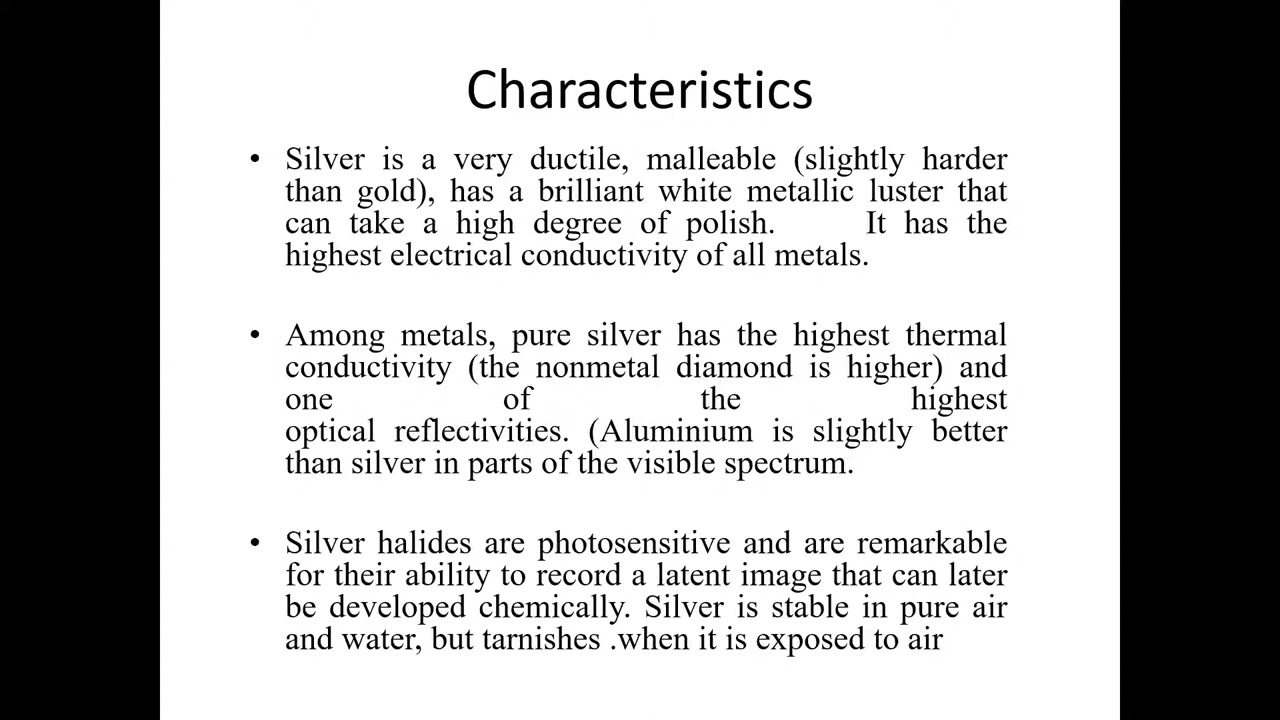 Characteristics
• Silver is a very ductile, malleable (slightly harder
than gold), has a brilliant white metallic luster that
can take a high degree of polish. It has the
highest electrical conductivity of all metals.
• Among metals, pure silver has the highest thermal
conductivity (the nonmetal diamond is higher) and
one of the highest
optical reflectivities. (Aluminium is slightly better
than silver in parts of the visible spectrum.
• Silver halides are photosensitive and are remarkable
for their ability to record a latent image that can later
be developed chemically. Silver is stable in pure air
and water, but tarnishes .when it is exposed to air